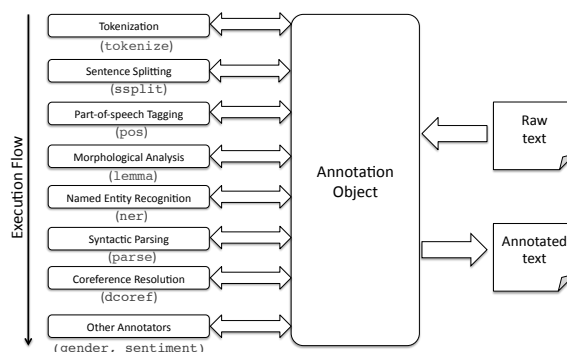 Execution Flow
Tokenization
(tokenize)
Sentence Splitting
(ssplit)
Part-of-speech Tagging
(pos)
Morphological Analysis
(lemma)
Named Entity Recognition
(ner)
Syntactic Parsing
(parse)
Coreference Resolution
(dcoref)
Other Annotators
(gender, sentiment)
Annotation
Object
Raw
text
Annotated
text